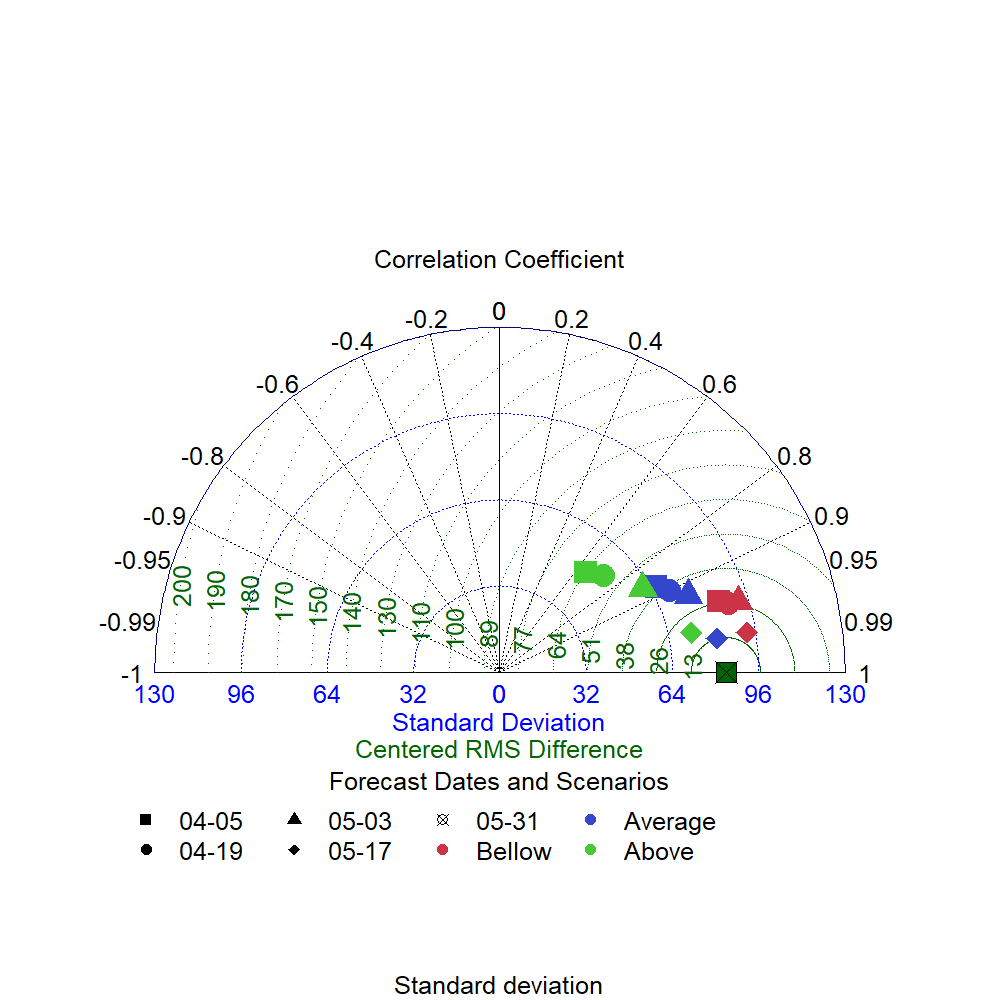 Correlation Coefficient
0
-0.2 0.2
-0.4 0.4
-0.6 0.6
-0.8 0.8
-0.9 0.9
-0.95 0.95
-0.99 0.99
-1 1
200 190 180 170 150 140 130 110 100 89 77 64 51 38 26 13
130 96 64 32 0 32 64 96 130
Standard Deviation
Centered RMS Difference
Forecast Dates and Scenarios
04-05 05-03 05-31 Average
04-19 05-17 Bellow Above
Standard deviation